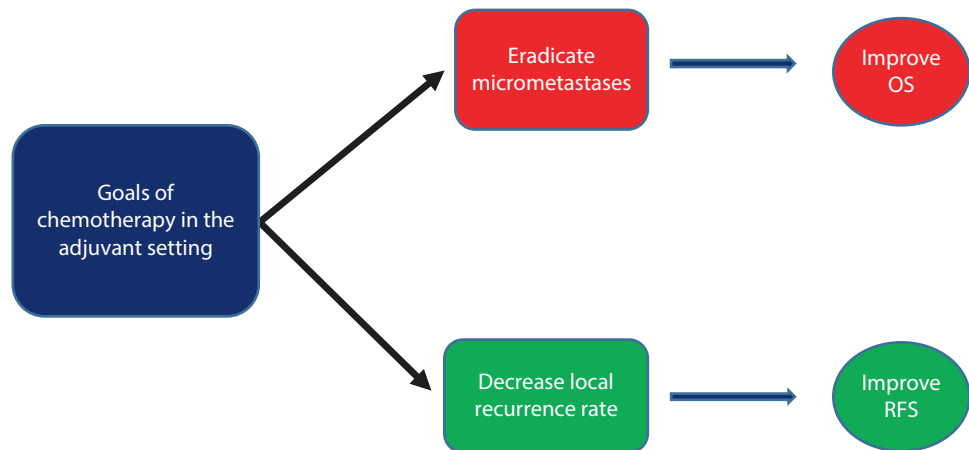 Goals of
chemotherapy in the
adjuvant setting
Eradicate
micrometastases
Improve
OS
Decrease local
recurrence rate
Improve
RFS